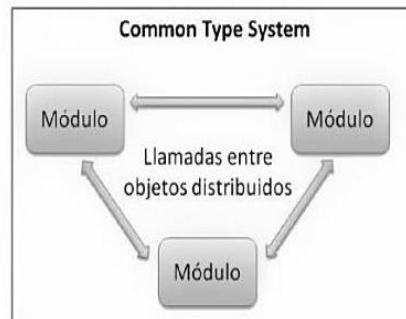 Common Type System
Módulo
Módulo
Llamadas entre
objetos distribuidos
Módulo